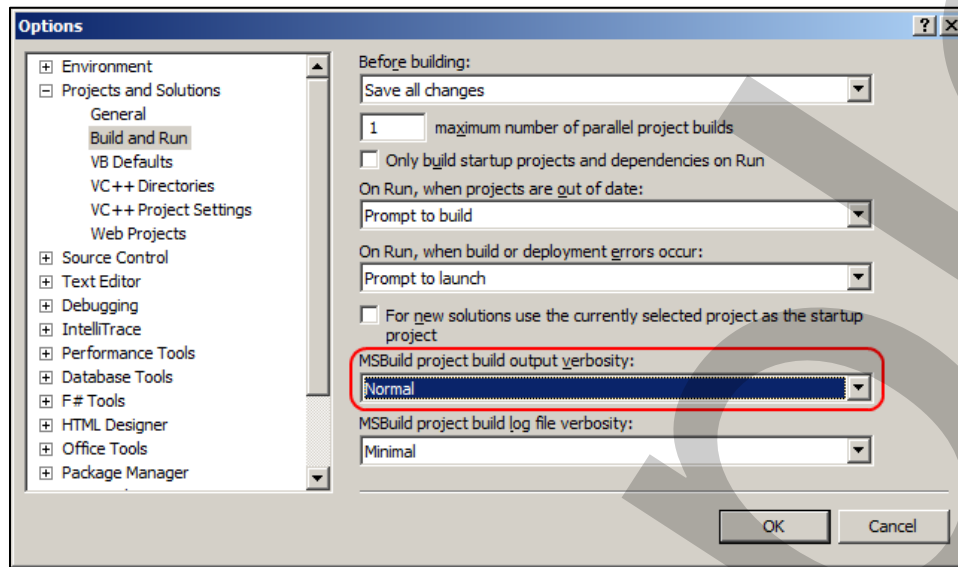 Options
Environment
Projects and Solutions
General
Build and Run
VB Defaults
VC++ Directories
VC++ Project Settings
Web Projects
Source Control
Text Editor
Debugging
IntelliTrace
Performance Tools
Database Tools
F# Tools
HTML Designer
Office Tools
Package Manager
Before building:
Save all changes
1 maximum number of parallel project builds
Only build startup projects and dependencies on Run
On Run, when projects are out of date:
Prompt to build
On Run, when build or deployment errors occur:
Prompt to launch
For new solutions use the currently selected project as the startup
project
MSBuild project build output verbosity:
Normal
MSBuild project build log file verbosity:
Minimal
OK Cancel